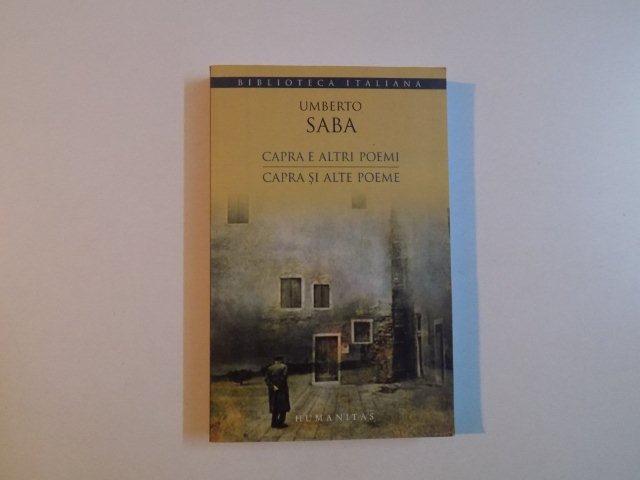 BIBLIOTECA ITALIANA
UMBERTO
SABA
CAPRA E ALTRI POEMI
CAPRA ȘI ALTE POEME
HUMANITAS